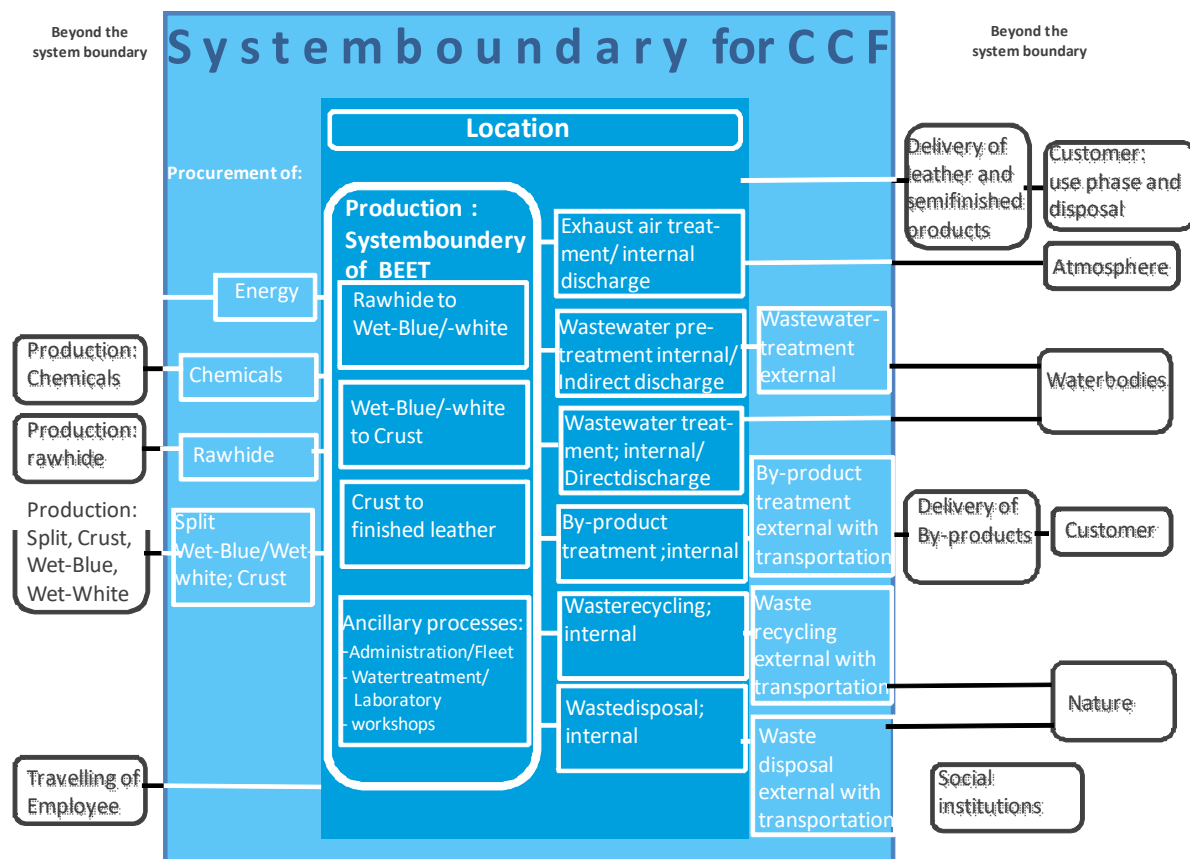 Beyond the
system boundary
Systemboundary for CCF
Beyond the
system boundary
Location
Procurement of:
Energy
Chemicals
Rawhide
Split
Wet-Blue/Wet-
white; Crust
Production:
Chemicals
Production:
rawhide
Production:
Split, Crust,
Wet-Blue,
Wet-White
Travelling of
Employee
Production :
Systemboundery
of BEET
Rawhide to
Wet-Blue/-white
Wet-Blue/-white
to Crust
Crust to
finished leather
Ancillary processes:
-Administration/Fleet
- Watertreatment/
Laboratory
- workshops
Exhaust air treat-
ment/ internal
discharge
Wastewater pre-
treatment internal/
Indirect discharge
Wastewater treat-
ment; internal/
Directdischarge
By-product
treatment ;internal
Wasterecycling;
internal
Wastedisposal;
internal
Wastewater-
treatment
external
By-product
treatment
external with
transportation
Waste
recycling
external with
transportation
Waste
disposal
external with
transportation
Delivery of
leather and
semifinished
products
Customer:
use phase and
disposal
Atmosphere
Waterbodies
Delivery of
By-products
Customer
Nature
Social
institutions